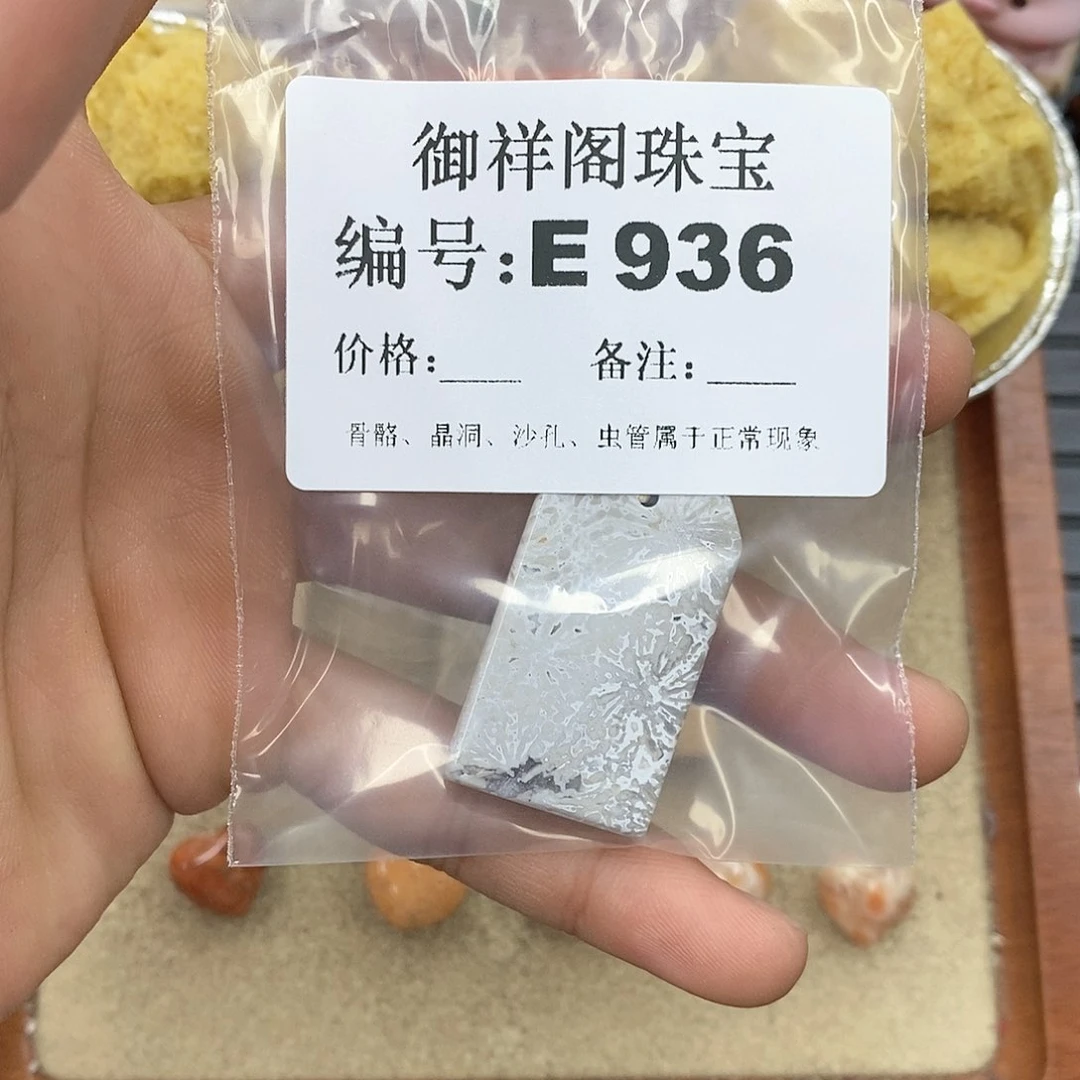 御祥阁珠宝
编号:E 936
价格:____ 备注:____
骨骼、晶洞、沙孔、虫管属于正常现象